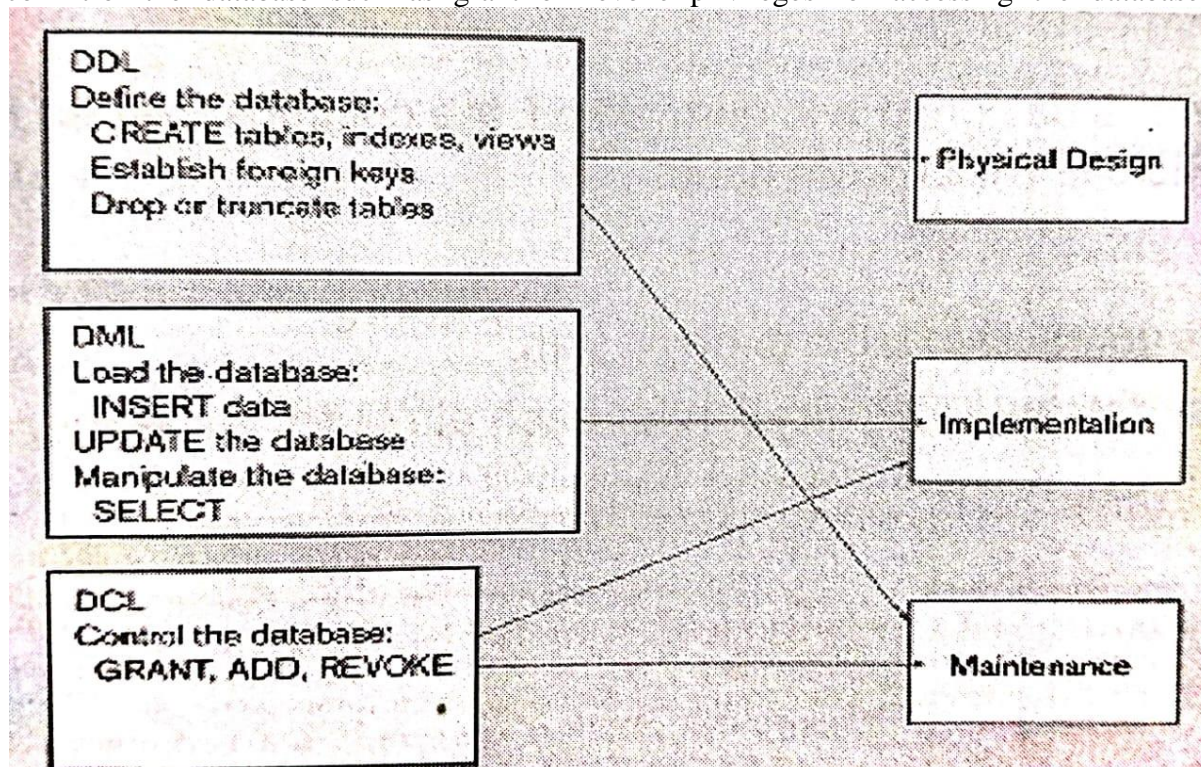 DDL
Define the database:
CREATE tables, indexes, views
Establish foreign keys
Drop or truncate tables
Physical Design
DML
Load the database:
INSERT data
UPDATE the database
Manipulate the database:
SELECT
Implementation
DCL
Control the database:
GRANT, ADD, REVOKE
Maintenance